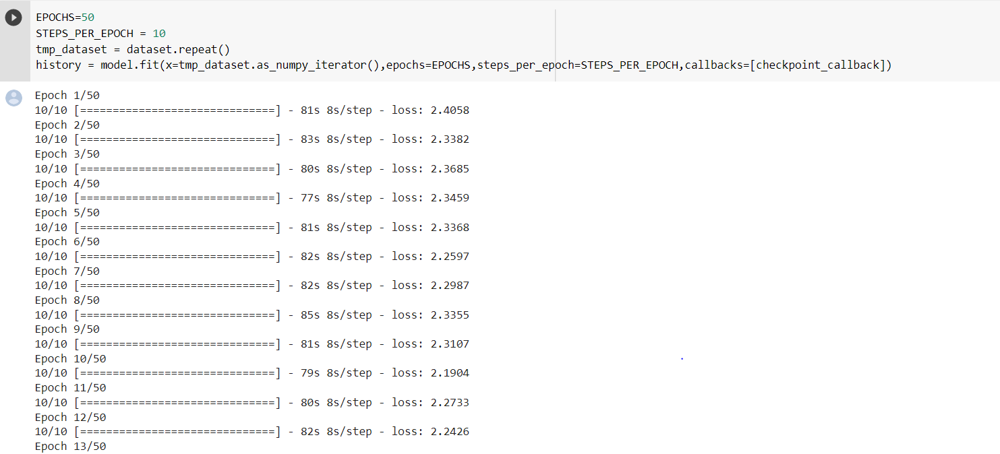 EPOCHS=50
STEPS_PER_EPOCH = 10
tmp_dataset = dataset.repeat()
history = model.fit(x=tmp_dataset.as_numpy_iterator(),epochs=EPOCHS,steps_per_epoch=STEPS_PER_EPOCH,callbacks=[checkpoint_callback])
Epoch 1/50
10/10 [==============================] - 81s 8s/step - loss: 2.4058
Epoch 2/50
10/10 [==============================] - 83s 8s/step - loss: 2.3382
Epoch 3/50
10/10 [==============================] - 80s 8s/step - loss: 2.3685
Epoch 4/50
10/10 [==============================] - 77s 8s/step - loss: 2.3459
Epoch 5/50
10/10 [==============================] - 81s 8s/step - loss: 2.3368
Epoch 6/50
10/10 [==============================] - 82s 8s/step - loss: 2.2597
Epoch 7/50
10/10 [==============================] - 82s 8s/step - loss: 2.2987
Epoch 8/50
10/10 [==============================] - 85s 8s/step - loss: 2.3355
Epoch 9/50
10/10 [==============================] - 81s 8s/step - loss: 2.3107
Epoch 10/50
10/10 [==============================] - 79s 8s/step - loss: 2.1904
Epoch 11/50
10/10 [==============================] - 80s 8s/step - loss: 2.2733
Epoch 12/50
10/10 [==============================] - 82s 8s/step - loss: 2.2426
Epoch 13/50